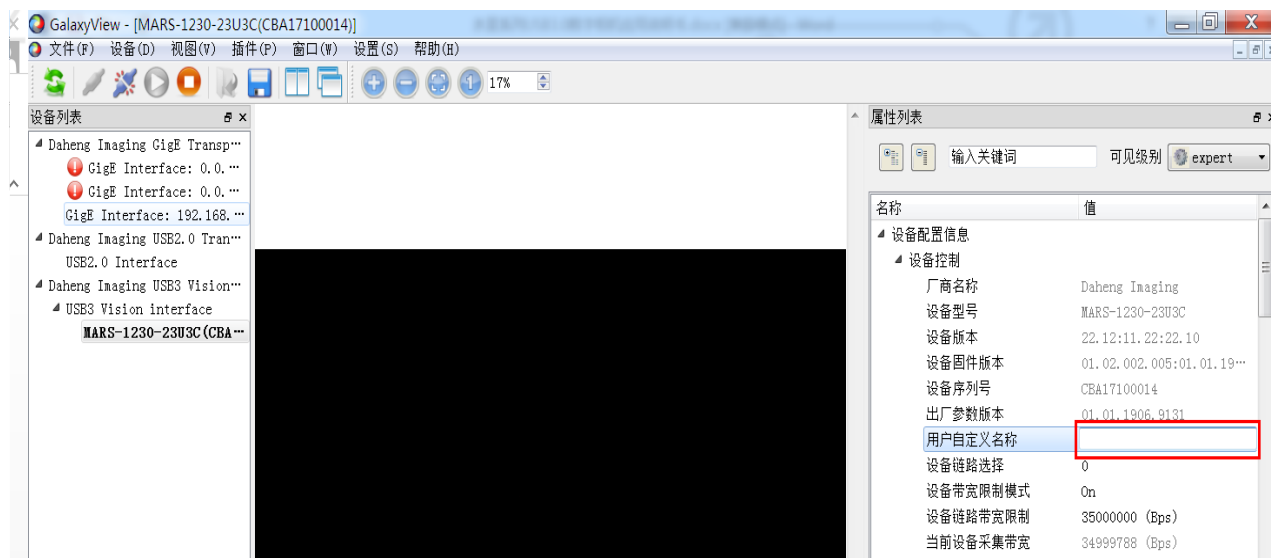 GalaxyView - [MARS-1230-23U3C(CBA17100014)]
文件(F) 设备(D) 视图(V) 插件(P) 窗口(W) 设置(S) 帮助(H)
17%
设备列表
Daheng Imaging GigE Transp…
GigE Interface: 0.0. …
GigE Interface: 0.0. …
GigE Interface: 192.168. …
Daheng Imaging USB2.0 Tran…
USB2.0 Interface
Daheng Imaging USB3 Vision…
USB3 Vision interface
MARS-1230-23U3C(CBA…
属性列表
输入关键词 可见级别 expert
名称 值
设备配置信息
设备控制
厂商名称 Daheng Imaging
设备型号 MARS-1230-23U3C
设备版本 22.12:11.22:22.10
设备固件版本 01.02.002.005:01.01.19…
设备序列号 CBA17100014
出厂参数版本 01.01.1906.9131
用户自定义名称
设备链路选择 0
设备带宽限制模式 On
设备链路带宽限制 35000000 (Bps)
当前设备采集带宽 34999788 (Bps)